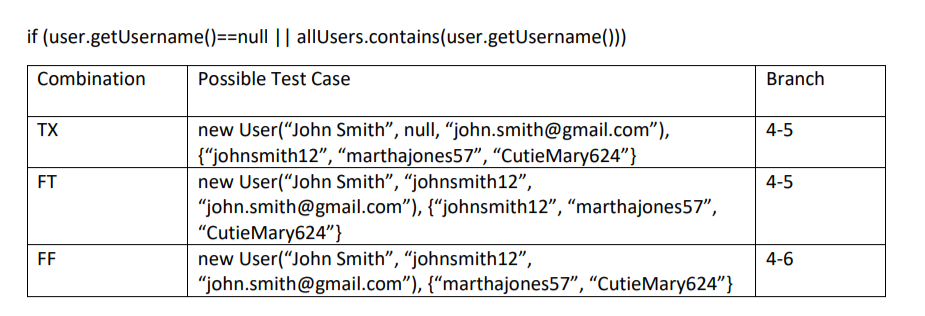 if (user.getUsername()==null || allUsers.contains(user.getUsername()))
Combination Possible Test Case Branch
TX new User(“John Smith”, null, “john.smith@gmail.com”), 4-5
{“johnsmith12”, “marthajones57”, “CutieMary624”}
FT new User(“John Smith”, “johnsmith12”, 4-5
“john.smith@gmail.com”), {“johnsmith12”, “marthajones57”,
“CutieMary624”}
FF new User(“John Smith”, “johnsmith12”, 4-6
“john.smith@gmail.com”), {“marthajones57”, “CutieMary624”}